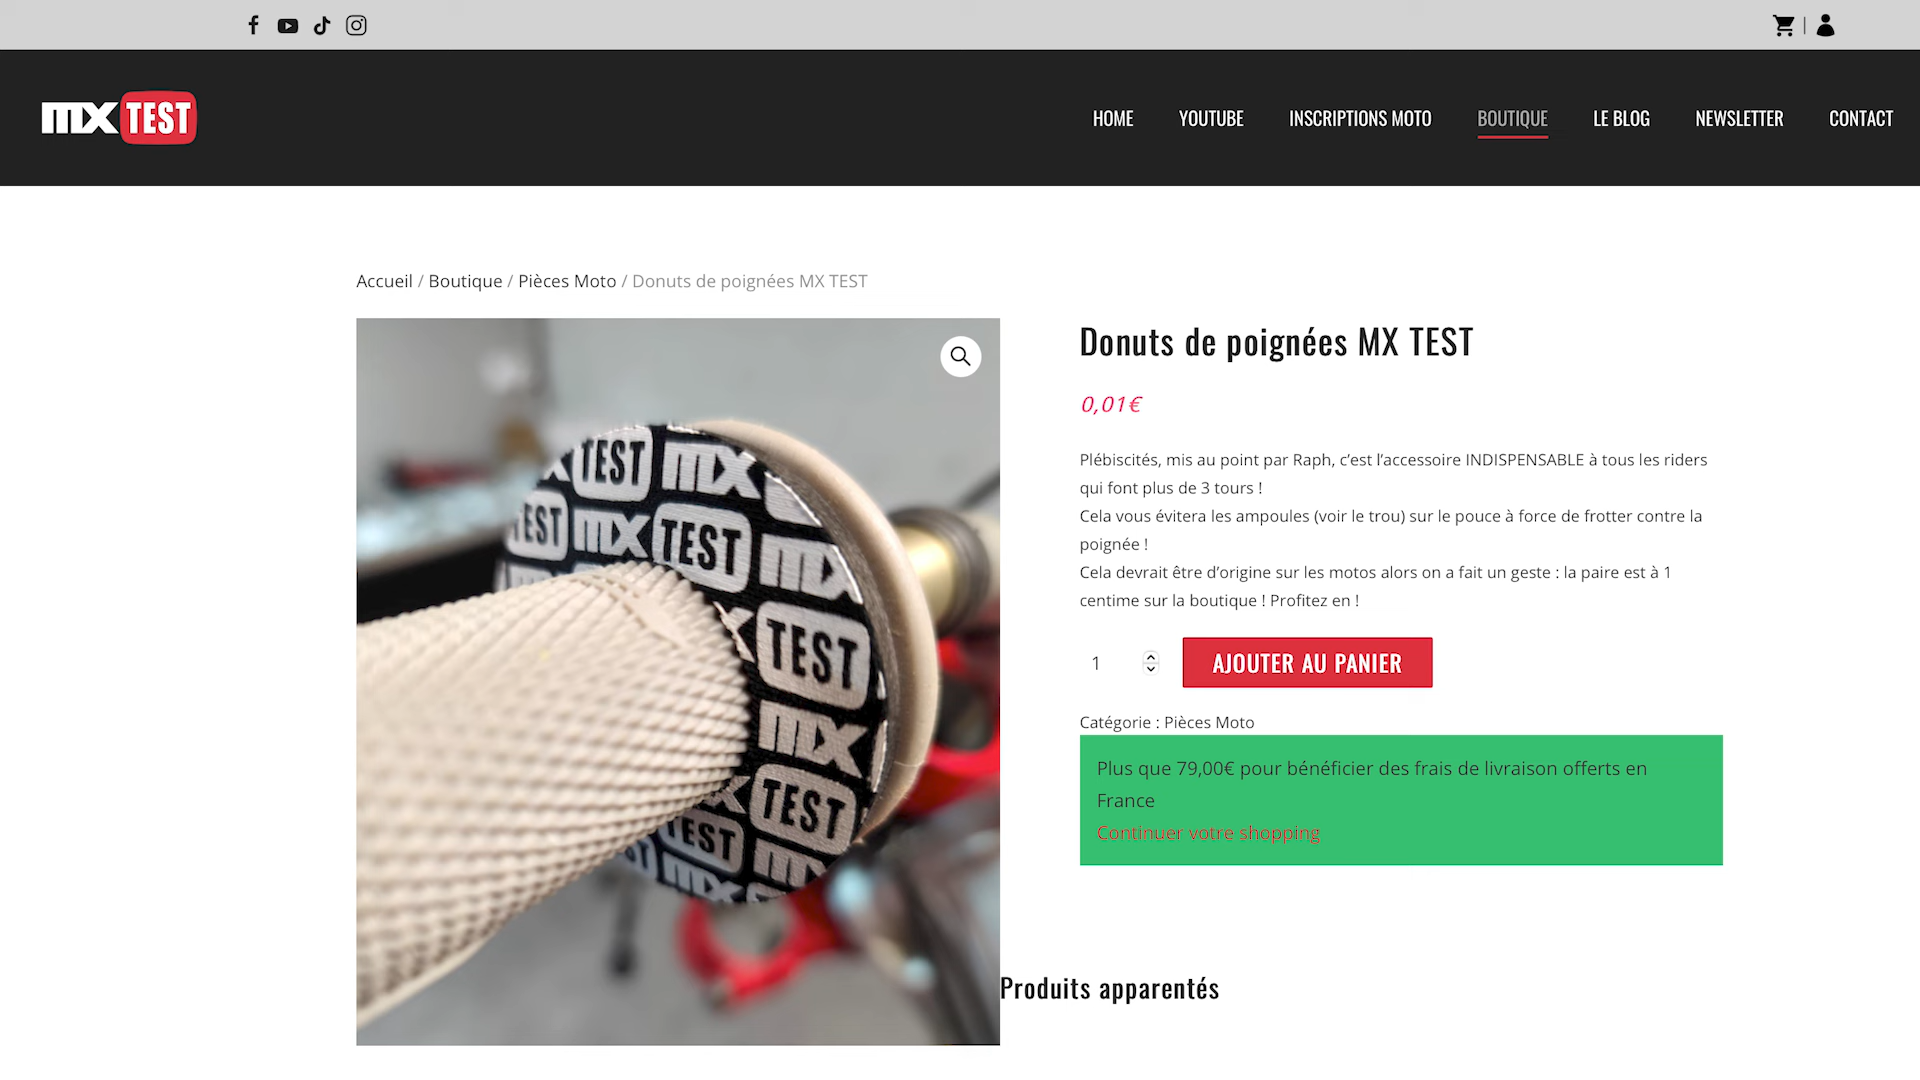 MX TEST
HOME YOUTUBE INSCRIPTIONS MOTO BOUTIQUE LE BLOG NEWSLETTER CONTACT
Accueil / Boutique / Pièces Moto / Donuts de poignées MX TEST
TEST MX
TEST MX TEST MX
TEST
MX
TEST
TEST MX
MX
Donuts de poignées MX TEST
0,01€
Plébiscités, mis au point par Raph, c’est l’accessoire INDISPENSABLE à tous les riders
qui font plus de 3 tours !
Cela vous évitera les ampoules (voir le trou) sur le pouce à force de frotter contre la
poignée !
Cela devrait être d’origine sur les motos alors on a fait un geste : la paire est à 1
centime sur la boutique ! Profitez en !
1 AJOUTER AU PANIER
Catégorie : Pièces Moto
Plus que 79,00€ pour bénéficier des frais de livraison offerts en
France
Continuer votre shopping
Produits apparentés